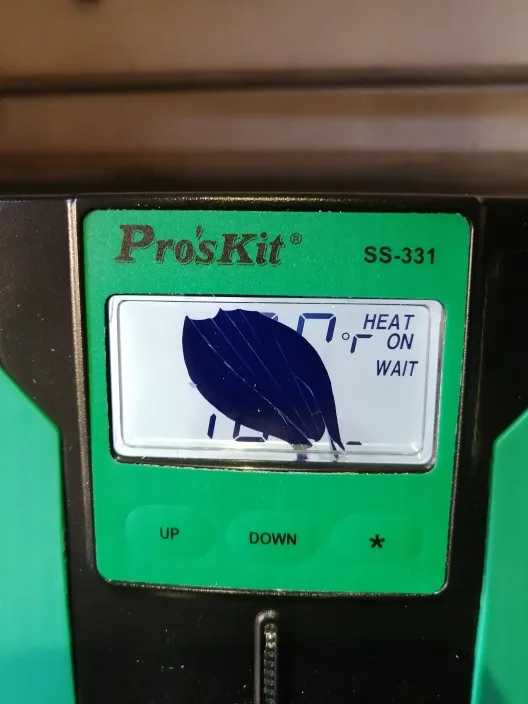 Pro'sKit®
SS-331
HEAT
ON
WAIT
UP
DOWN
*